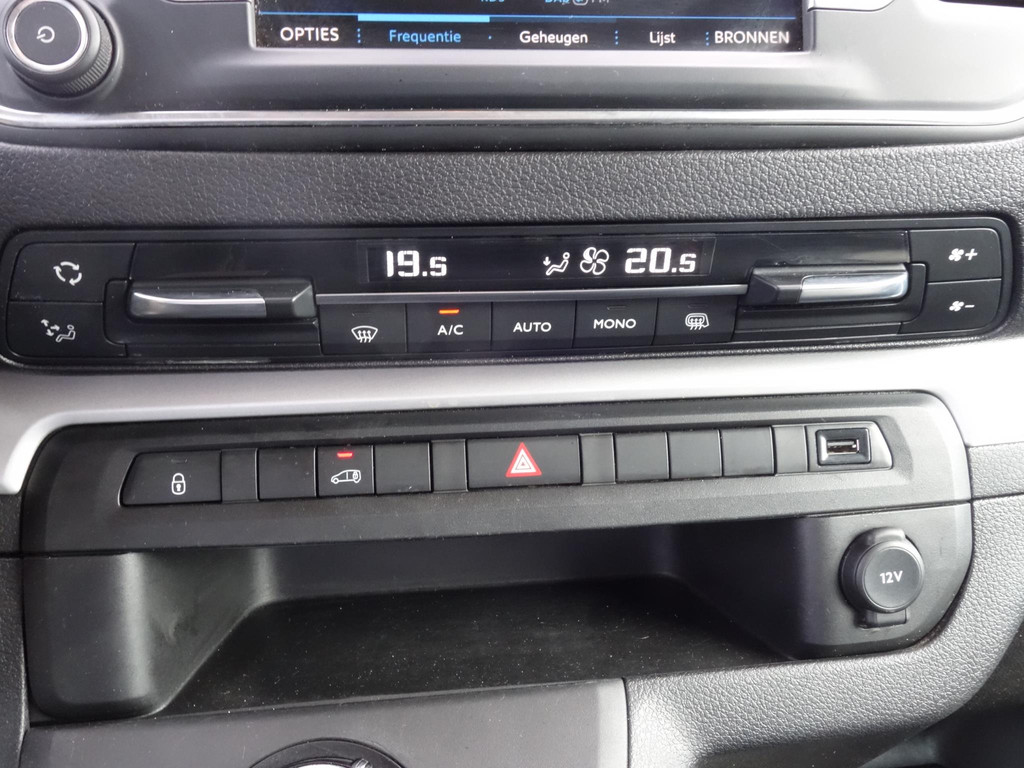 OPTIES Frequentie Geheugen Lijst BRONNEN
19.5 20.5
A/C AUTO MONO
12V